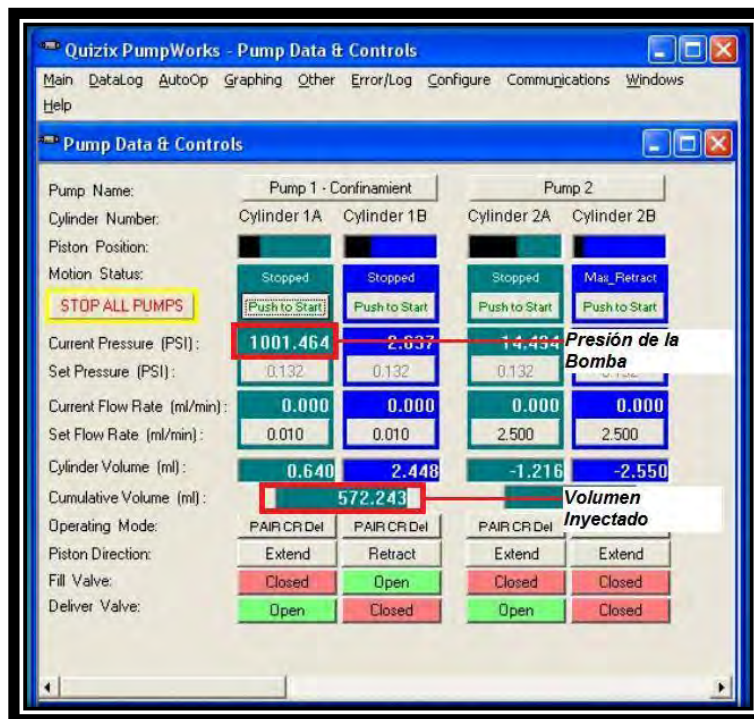 Quizix PumpWorks - Pump Data & Controls
Main DataLog AutoOp Graphing Other Error/Log Configure Communications Windows
Help
Pump Data & Controls
Pump Name: Pump 1 - Confinamient Pump 2
Cylinder Number: Cylinder 1A Cylinder 1B Cylinder 2A Cylinder 2B
Piston Position:
Motion Status: Stopped Stopped Stopped Max_Retract
STOP ALL PUMPS Push to Start Push to Start Push to Start Push to Start
Current Pressure (PSI) : 1001.464 2.637 14.494 Presión de la
Bomba
Set Pressure (PSI) : 0.132 0.132 0.132
Current Flow Rate (ml/min) : 0.000 0.000 0.000 0.000
Set Flow Rate (ml/min) : 0.010 0.010 2.500 2.500
Cylinder Volume (ml) : 0.640 2.448 -1.216 -2.550
Cumulative Volume (ml) : 572.243 Volumen
Inyectado
Operating Mode: PAIR CR Del PAIR CR Del PAIR CR Del PAIR CR Del
Piston Direction: Extend Retract Extend Extend
Fill Valve: Closed Open Closed Closed
Deliver Valve: Open Closed Open Closed